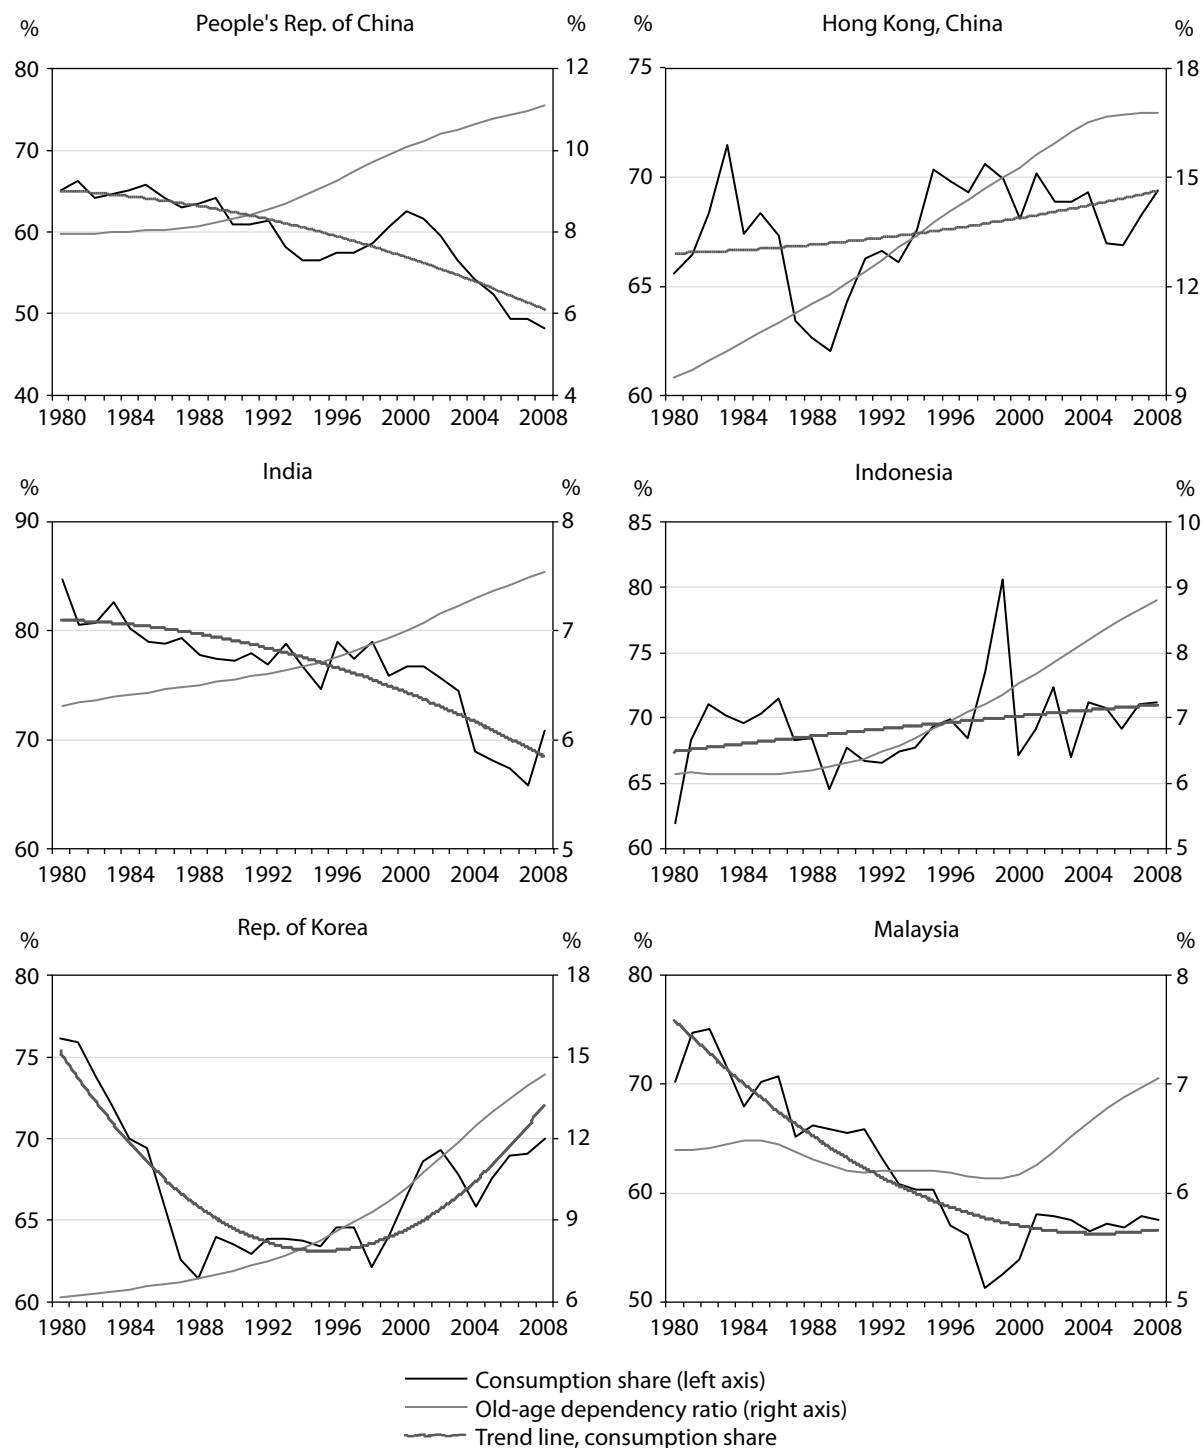 People's Rep. of China
% %
80 12
70 10
60 8
50 6
40 4
1980 1984 1988 1992 1996 2000 2004 2008
Hong Kong, China
% %
75 18
70 15
65 12
60 9
1980 1984 1988 1992 1996 2000 2004 2008
India
% %
90 8
80 7
70 6
60 5
1980 1984 1988 1992 1996 2000 2004 2008
Indonesia
% %
85 10
80 9
75 8
70 7
65 6
60 5
1980 1984 1988 1992 1996 2000 2004 2008
Rep. of Korea
% %
80 18
75 15
70 12
65 9
60 6
1980 1984 1988 1992 1996 2000 2004 2008
Malaysia
% %
80 8
70 7
60 6
50 5
1980 1984 1988 1992 1996 2000 2004 2008
Consumption share (left axis)
Old-age dependency ratio (right axis)
Trend line, consumption share